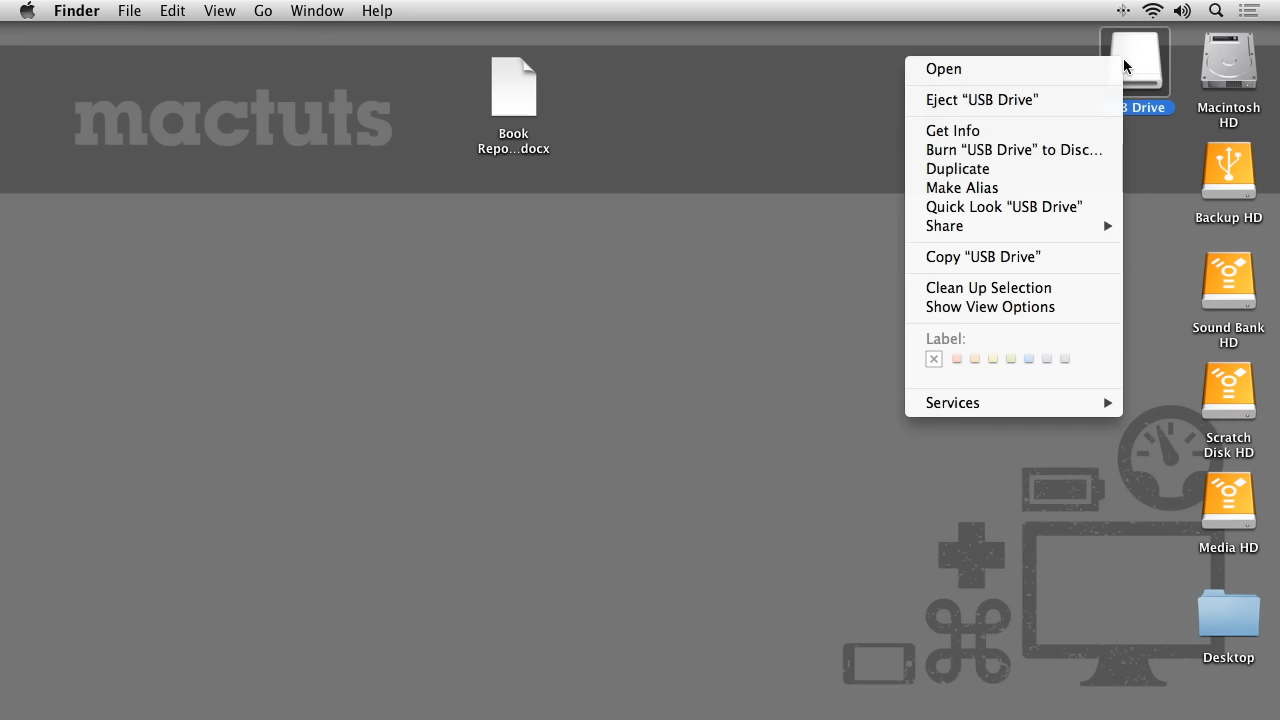 Finder File Edit View Go Window Help
mactuts
Book
Repo...docx
Open
Eject “USB Drive”
Get Info
Burn “USB Drive” to Disc...
Duplicate
Make Alias
Quick Look “USB Drive”
Share
Copy “USB Drive”
Clean Up Selection
Show View Options
Label:
Services
B Drive
Macintosh
HD
Backup HD
Sound Bank
HD
Scratch
Disk HD
Media HD
Desktop